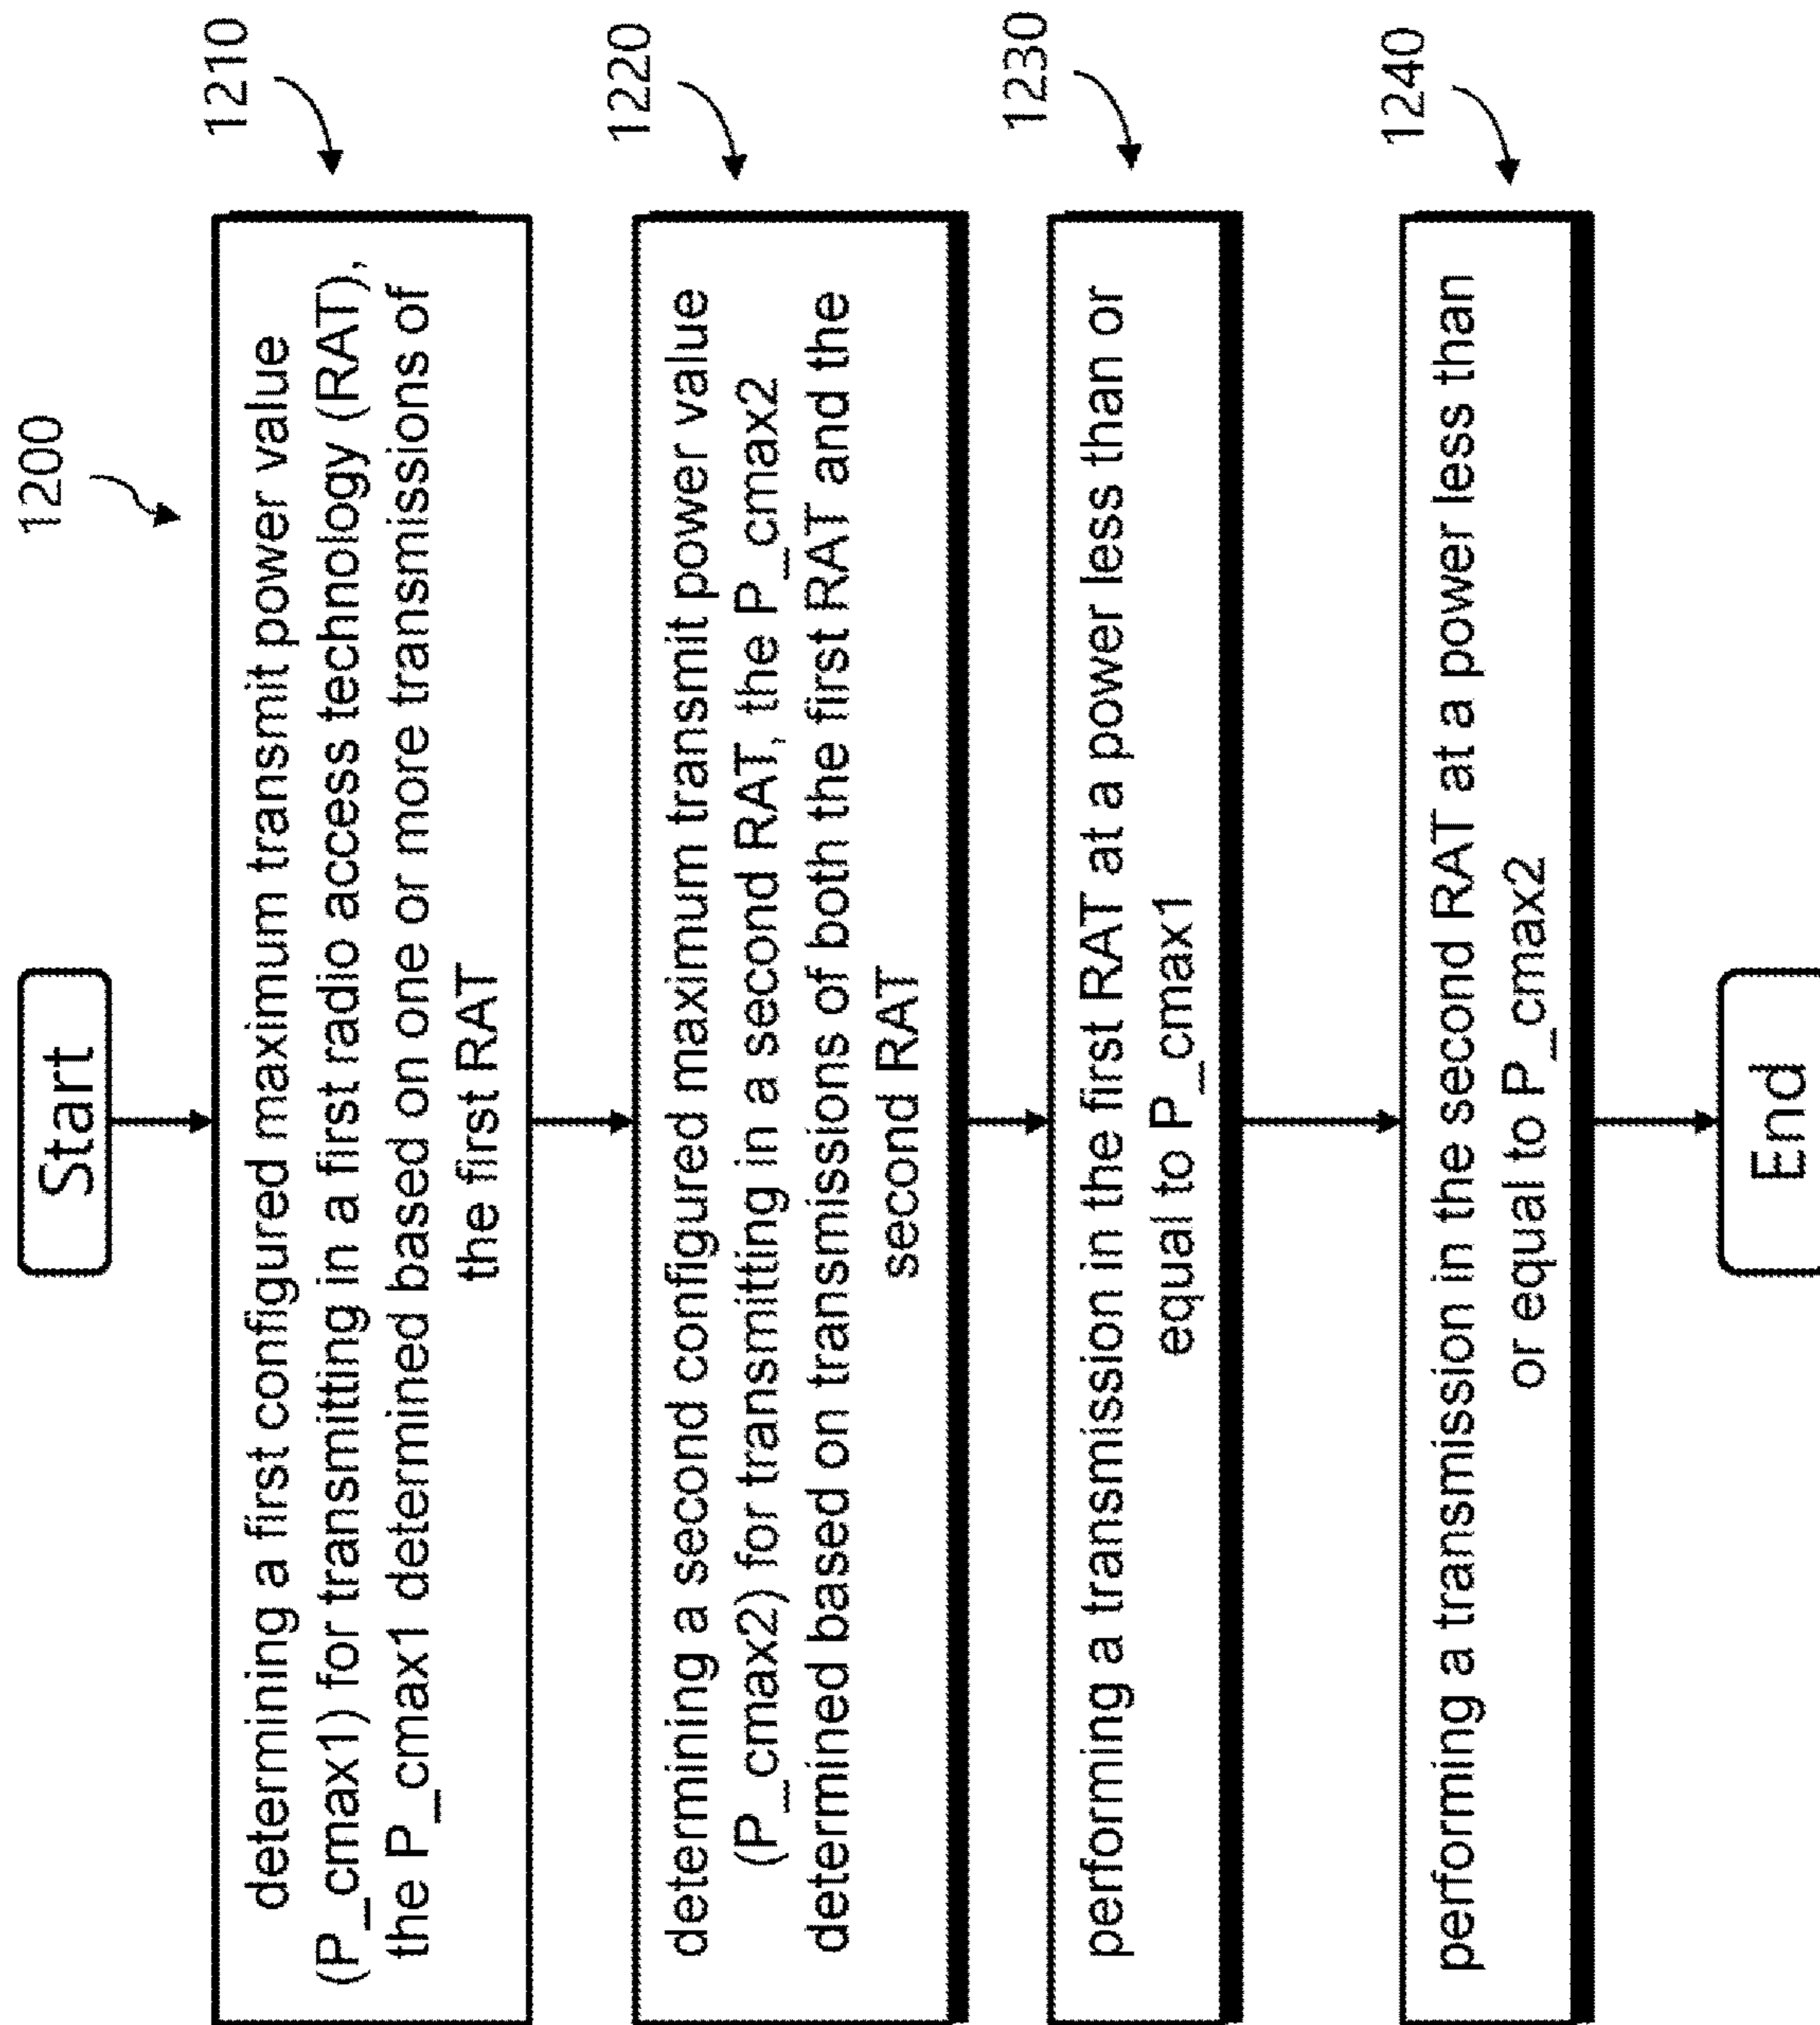 1200
Start
1210
determining a first configured maximum transmit power value
(P_cmax1) for transmitting in a first radio access technology (RAT),
the P_cmax1 determined based on one or more transmissions of
the first RAT
1220
determining a second configured maximum transmit power value
(P_cmax2) for transmitting in a second RAT, the P_cmax2
determined based on transmissions of both the first RAT and the
second RAT
1230
performing a transmission in the first RAT at a power less than or
equal to P_cmax1
1240
performing a transmission in the second RAT at a power less than
or equal to P_cmax2
End